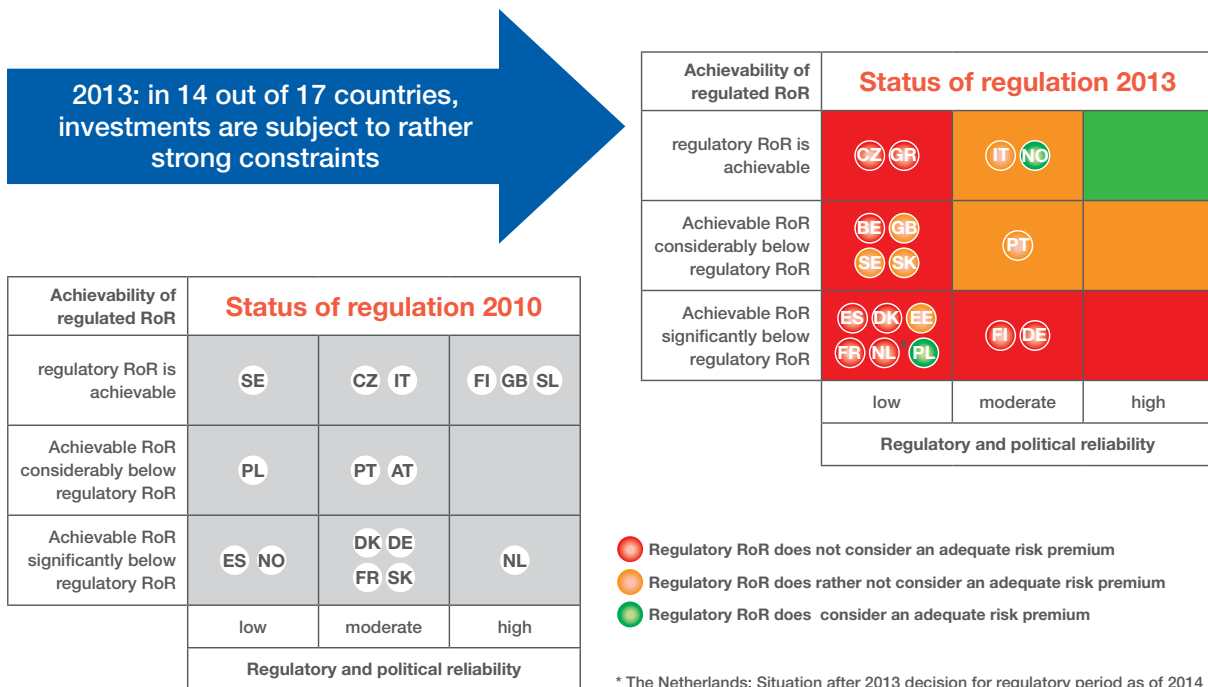 2013: in 14 out of 17 countries,
investments are subject to rather
strong constraints
Achievability of
regulated RoR
Status of regulation 2013
regulatory RoR is
achievable
CZ GR
IT NO
Achievable RoR
considerably below
regulatory RoR
BE GB
SE SK
PT
Achievable RoR
significantly below
regulatory RoR
ES DK EE
FR NL * PL
FI DE
low moderate high
Regulatory and political reliability
Achievability of
regulated RoR
Status of regulation 2010
regulatory RoR is
achievable
SE
CZ IT
FI GB SL
Achievable RoR
considerably below
regulatory RoR
PL
PT AT
Achievable RoR
significantly below
regulatory RoR
ES NO
DK DE
FR SK
NL
low moderate high
Regulatory and political reliability
Regulatory RoR does not consider an adequate risk premium
Regulatory RoR does rather not consider an adequate risk premium
Regulatory RoR does consider an adequate risk premium
* The Netherlands: Situation after 2013 decision for regulatory period as of 2014